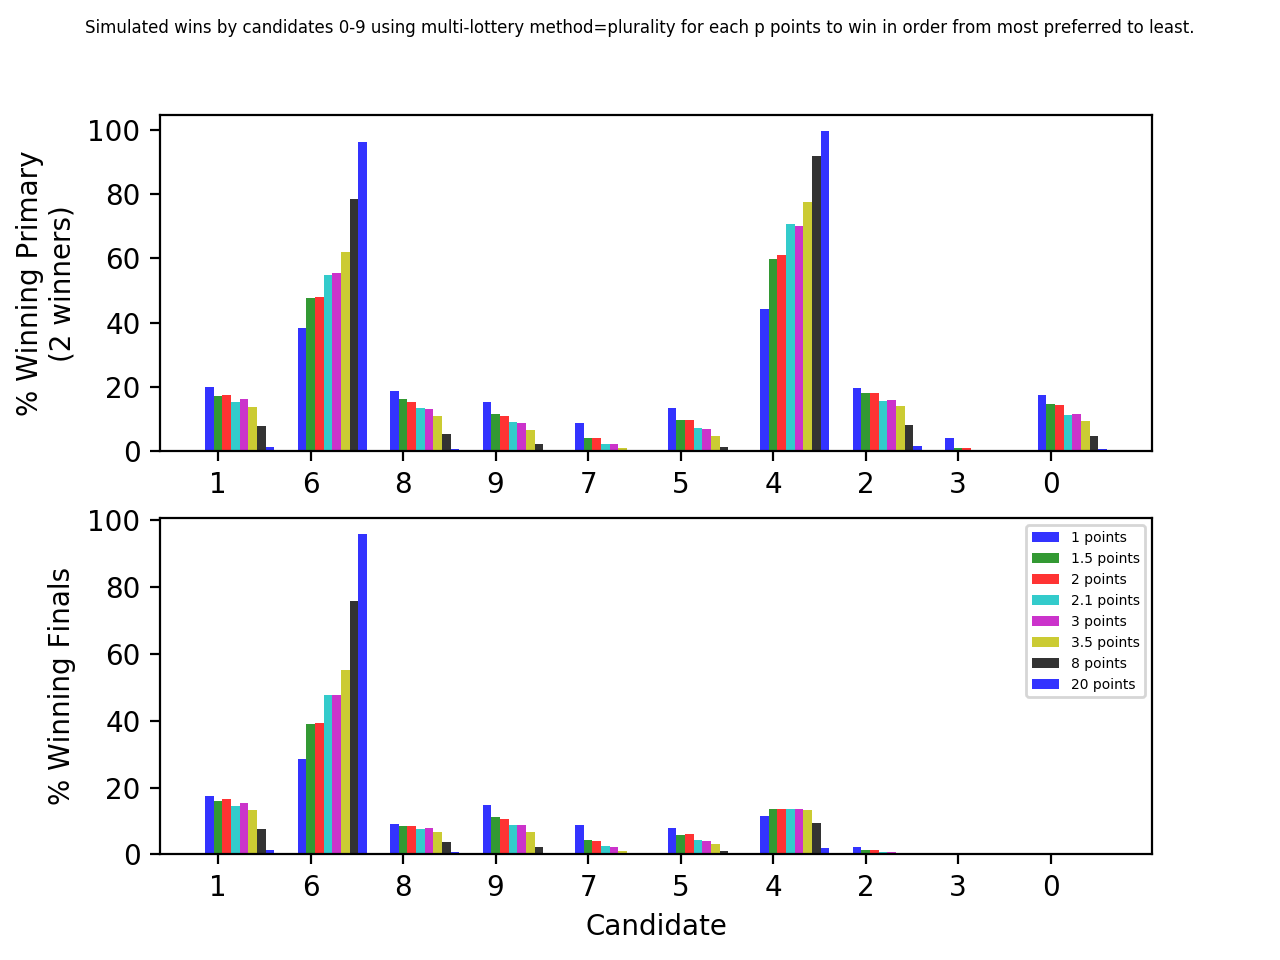 Simulated wins by candidates 0-9 using multi-lottery method=plurality for each p points to win in order from most preferred to least.
% Winning Primary
(2 winners)
100
80
60
40
20
0
1 6 8 9 7 5 4 2 3 0
% Winning Finals
100
80
60
40
20
0
1 points
1.5 points
2 points
2.1 points
3 points
3.5 points
8 points
20 points
1 6 8 9 7 5 4 2 3 0
Candidate